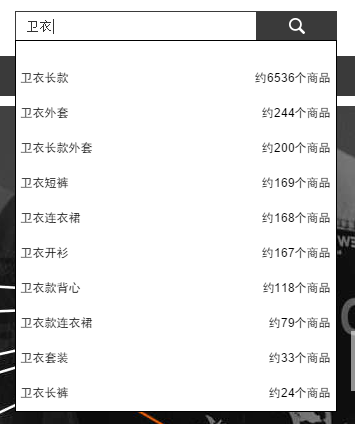 卫衣
卫衣长款 约6536个商品
卫衣外套 约244个商品
卫衣长款外套 约200个商品
卫衣短裤 约169个商品
卫衣连衣裙 约168个商品
卫衣开衫 约167个商品
卫衣款背心 约118个商品
卫衣款连衣裙 约79个商品
卫衣套装 约33个商品
卫衣长裤 约24个商品